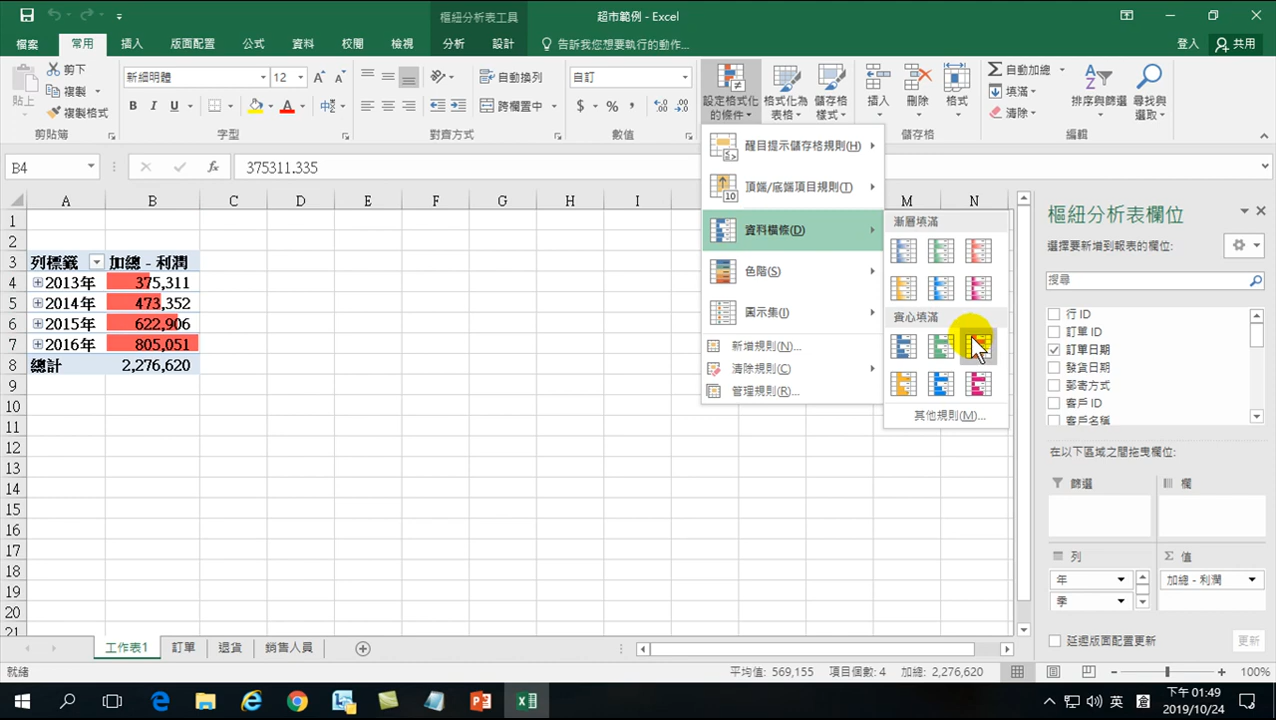 樞紐分析表工具
超市範例 - Excel
檔案 常用 插入 版面配置 公式 資料 校閱 檢視 分析 設計 告訴我您想要執行的動作... 登入 共用
剪下
複製
複製格式
貼上
剪貼簿
新細明體 12
B I U
字型
自動換列
跨欄置中
對齊方式
自訂
$ % ,
數值
設定格式化的條件
格式化為表格
儲存格樣式
插入 刪除 格式
儲存格
自動加總
填滿
清除
排序與篩選
尋找與選取
編輯
B4 fx 375311.335
醒目提示儲存格規則(H)
頂端/底端項目規則(T)
資料橫條(D)
色階(S)
圖示集(I)
新增規則(N)...
清除規則(C)
管理規則(R)...
漸層填滿
實心填滿
其他規則(M)...
A B C D E F G H I M N
1
2
3 列標籤 加總 - 利潤
4 2013年 375,311
5 2014年 473,352
6 2015年 622,906
7 2016年 805,051
8 總計 2,276,620
9
10
11
12
13
14
15
16
17
18
19
20
21
樞紐分析表欄位
選擇要新增到報表的欄位:
搜尋
行 ID
訂單 ID
訂單日期
發貨日期
郵寄方式
客戶 ID
客戶名稱
在以下區域之間拖曳欄位:
篩選 欄
列 Σ 值
年 加總 - 利潤
季
延遲版面配置更新 更新
工作表1 訂單 退貨 銷售人員
就緒 平均值: 569,155 項目個數: 4 加總: 2,276,620 100%
英 下午 01:49
2019/10/24